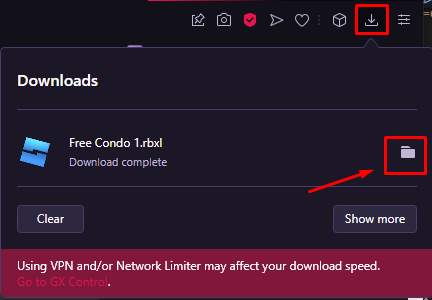 Downloads
Free Condo 1.rbxl
Download complete
Clear
Show more
Using VPN and/or Network Limiter may affect your download speed.
Go to GX Control.